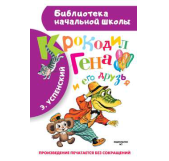 Библиотека
начальной школы
Э. УСПЕНСКИЙ
Крокодил
Гена
и его друзья
ПРОИЗВЕДЕНИЕ ПЕЧАТАЕТСЯ БЕЗ СОКРАЩЕНИЙ